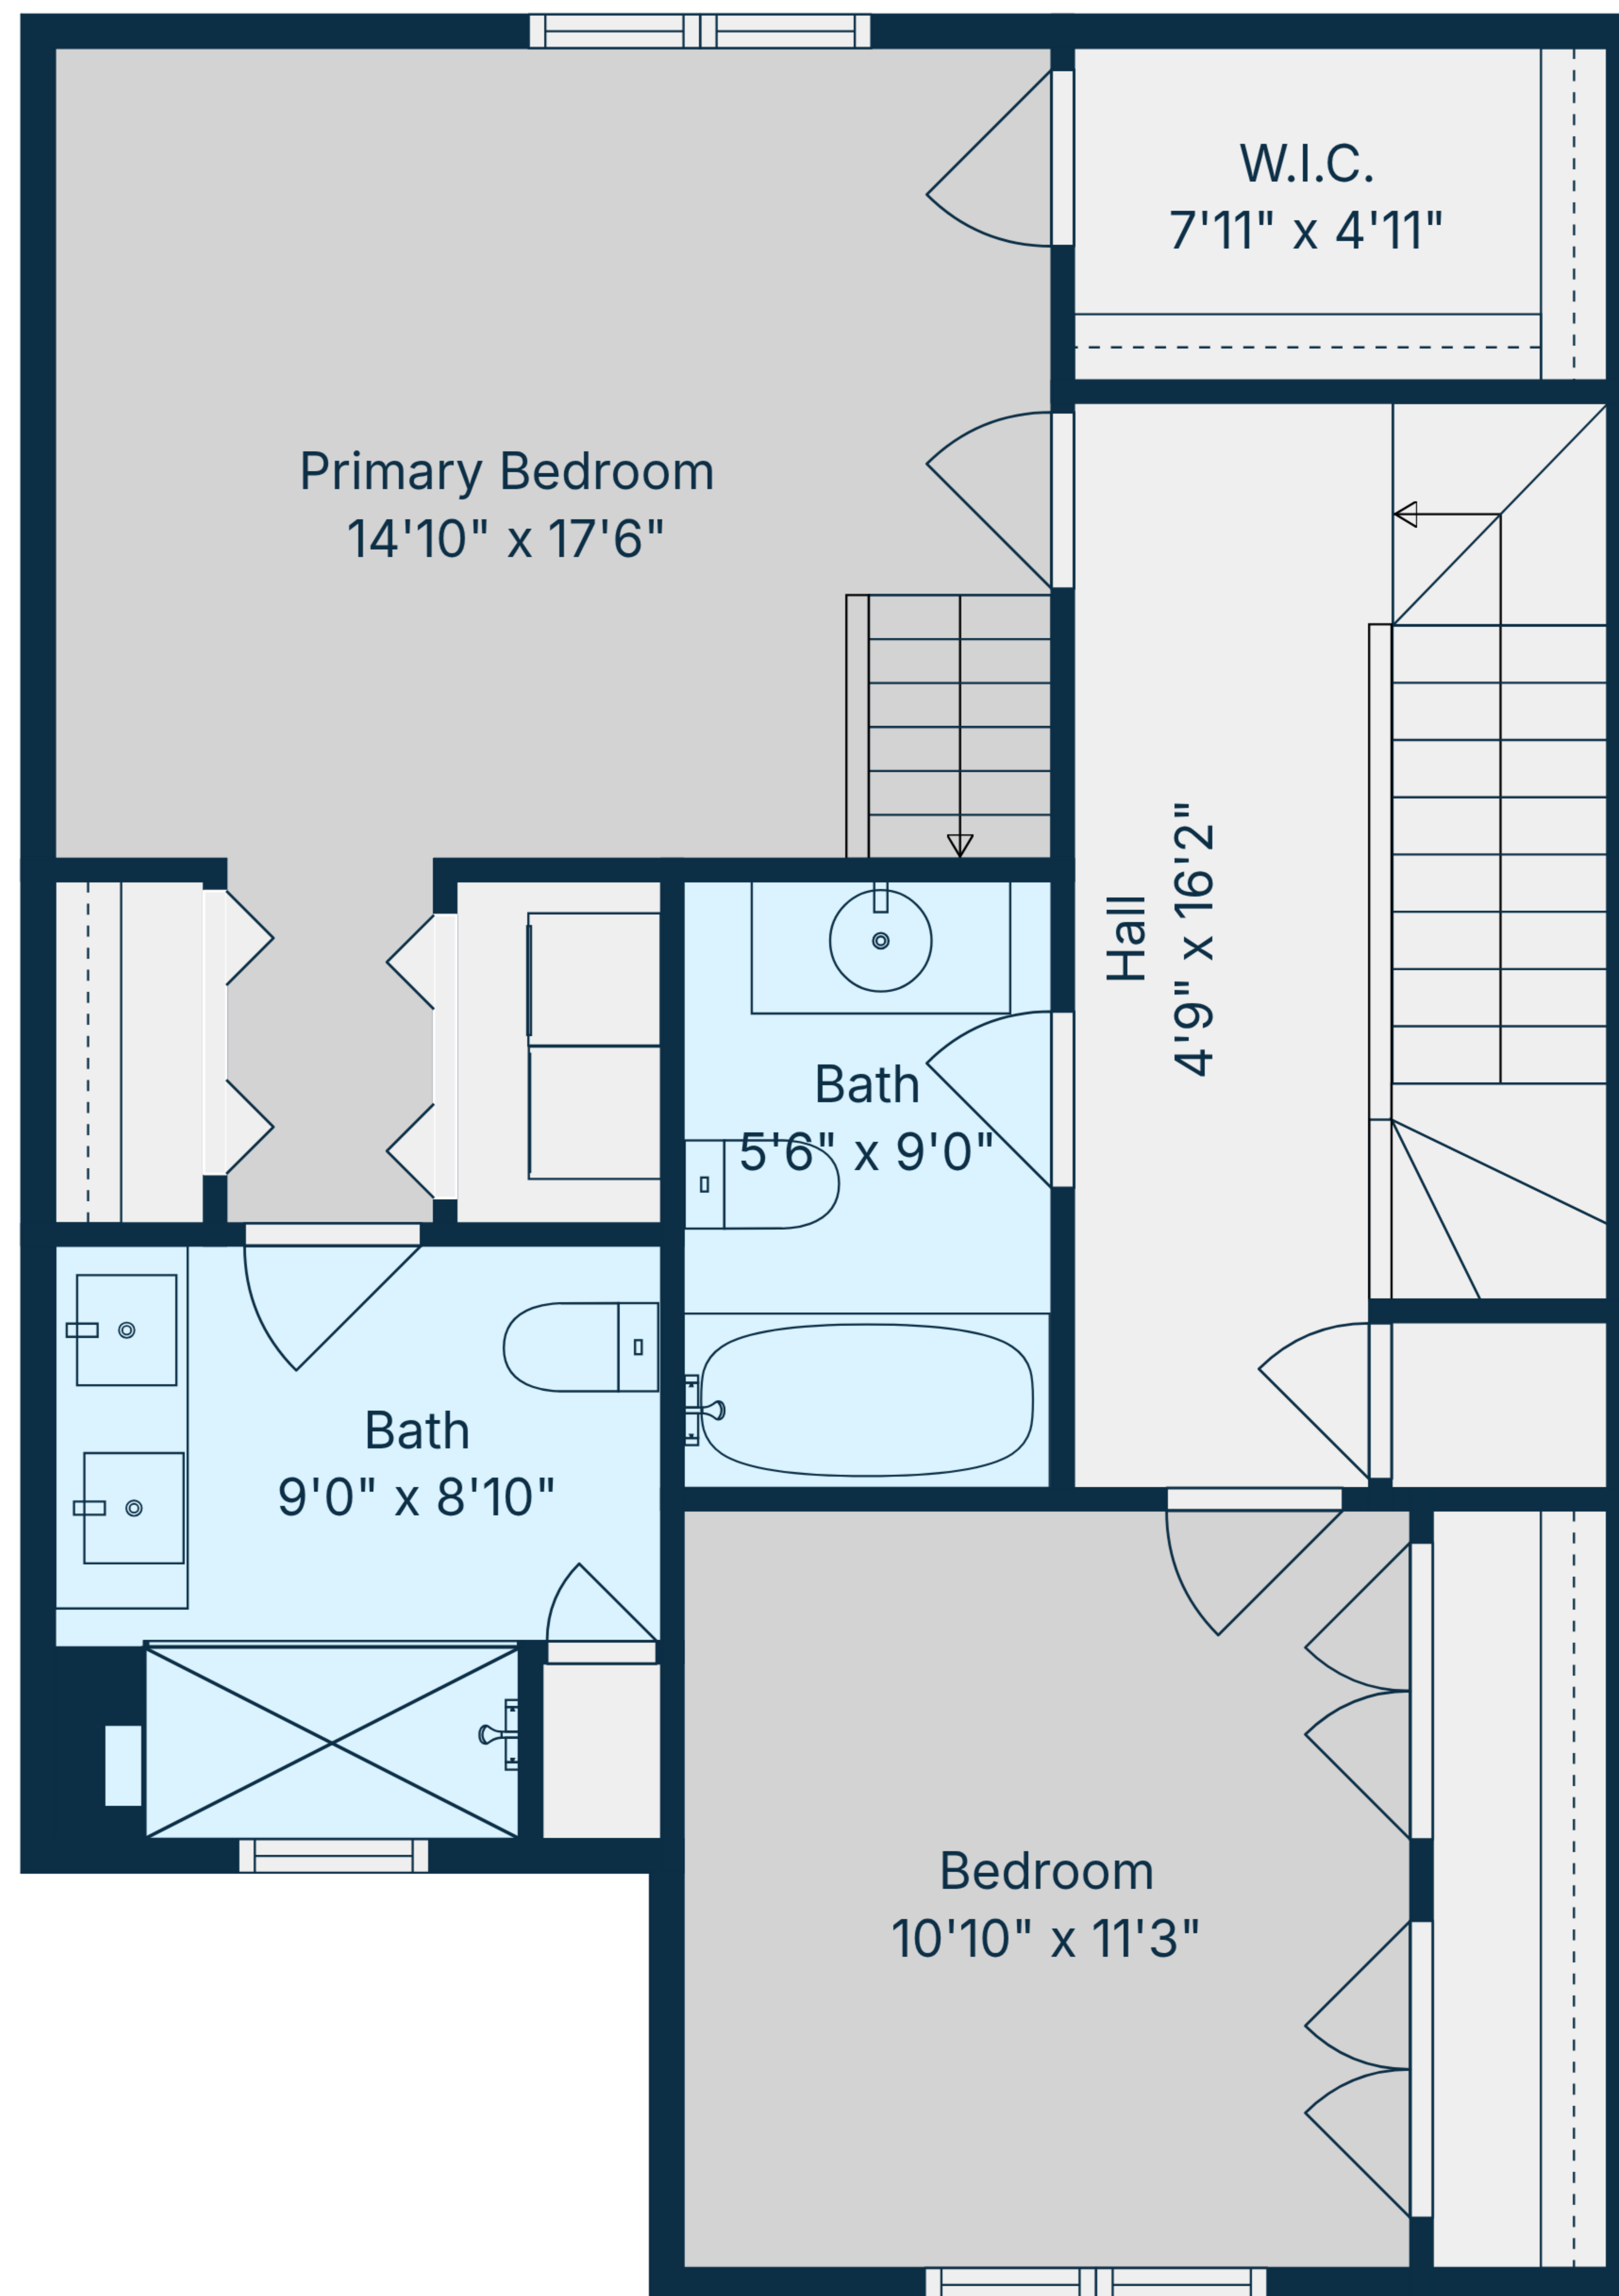 W.I.C.
7'11" x 4'11"
Primary Bedroom
14'10" x 17'6"
Hall
4'9" x 16'2"
Bath
5'6" x 9'0"
Bath
9'0" x 8'10"
Bedroom
10'10" x 11'3"